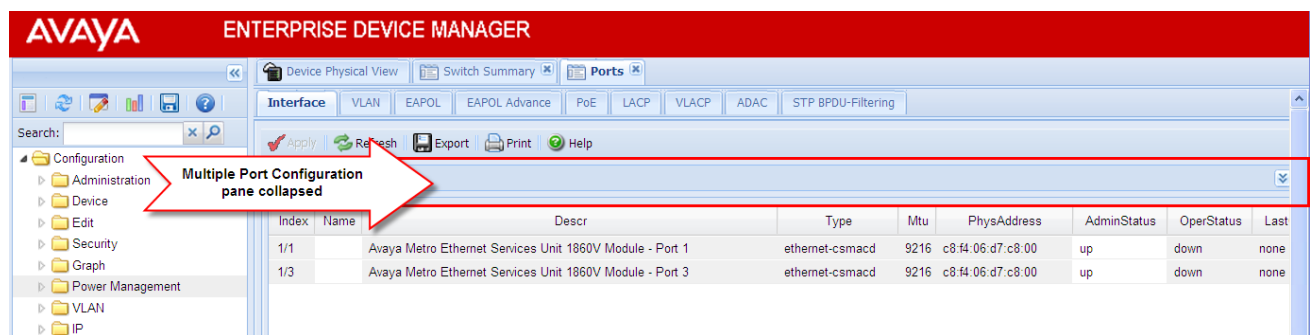 AVAYA ENTERPRISE DEVICE MANAGER
Device Physical View Switch Summary Ports
Interface VLAN EAPOL EAPOL Advance PoE LACP VLACP ADAC STP BPDU-Filtering
Search:
Apply Refresh Export Print Help
Configuration
Administration
Device
Edit
Security
Graph
Power Management
VLAN
IP
Multiple Port Configuration
pane collapsed
Index Name Descr Type Mtu PhysAddress AdminStatus OperStatus Last
1/1 Avaya Metro Ethernet Services Unit 1860V Module - Port 1 ethernet-csmacd 9216 c8:f4:06:d7:c8:00 up down none
1/3 Avaya Metro Ethernet Services Unit 1860V Module - Port 3 ethernet-csmacd 9216 c8:f4:06:d7:c8:00 up down none